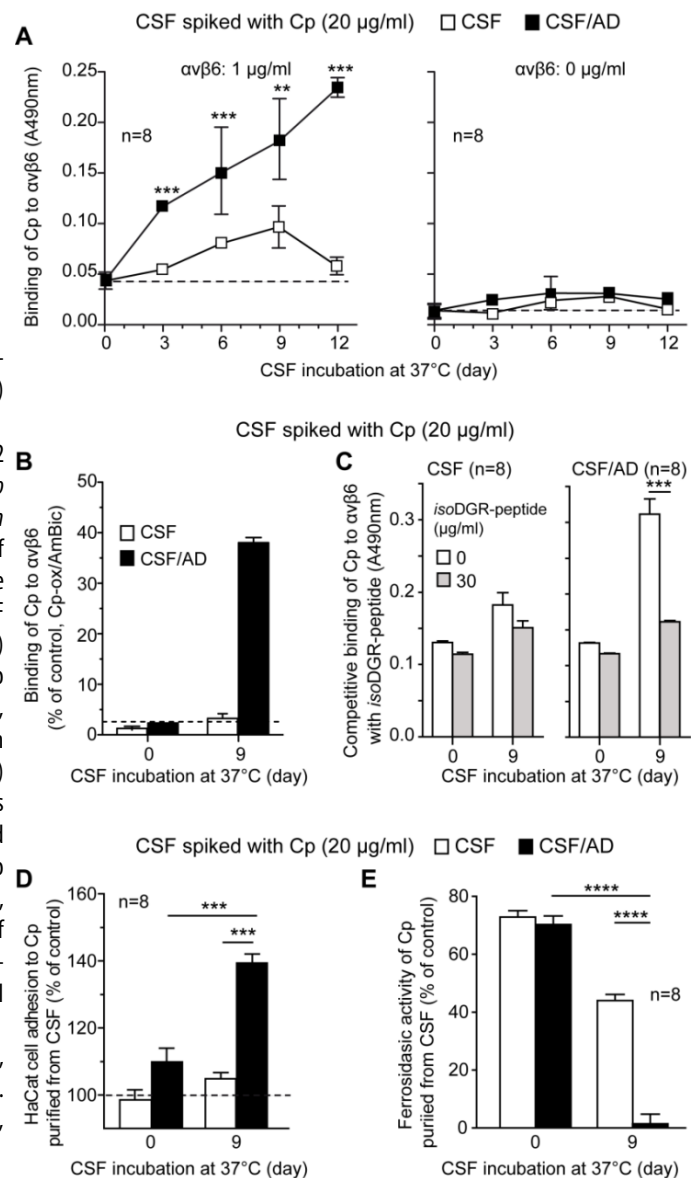 CSF spiked with Cp (20 µg/ml) CSF CSF/AD
A
αvβ6: 1 µg/ml
αvβ6: 0 µg/ml
n=8
n=8
***
***
**
***
Binding of Cp to αvβ6 (A490nm)
0.25
0.20
0.15
0.10
0.05
0.00
0 3 6 9 12
0 3 6 9 12
CSF incubation at 37°C (day)
CSF spiked with Cp (20 µg/ml)
B
CSF
CSF/AD
Binding of Cp to αvβ6
(% of control, Cp-ox/AmBic)
50
40
30
20
10
0
0 9
CSF incubation at 37°C (day)
C
CSF (n=8)
CSF/AD (n=8)
isoDGR-peptide
(µg/ml)
0
30
***
Competitive binding of Cp to αvβ6
with isoDGR-peptide (A490nm)
0.3
0.2
0.1
0.0
0 9
0 9
CSF incubation at 37°C (day)
CSF spiked with Cp (20 µg/ml) CSF CSF/AD
D
n=8
***
***
HaCat cell adhesion to Cp
purified from CSF (% of control)
160
140
120
100
0 9
CSF incubation at 37°C (day)
E
****
****
n=8
Ferrosidasic activity of Cp
puriied from CSF (% of control)
80
60
40
20
0
0 9
CSF incubation at 37°C (day)